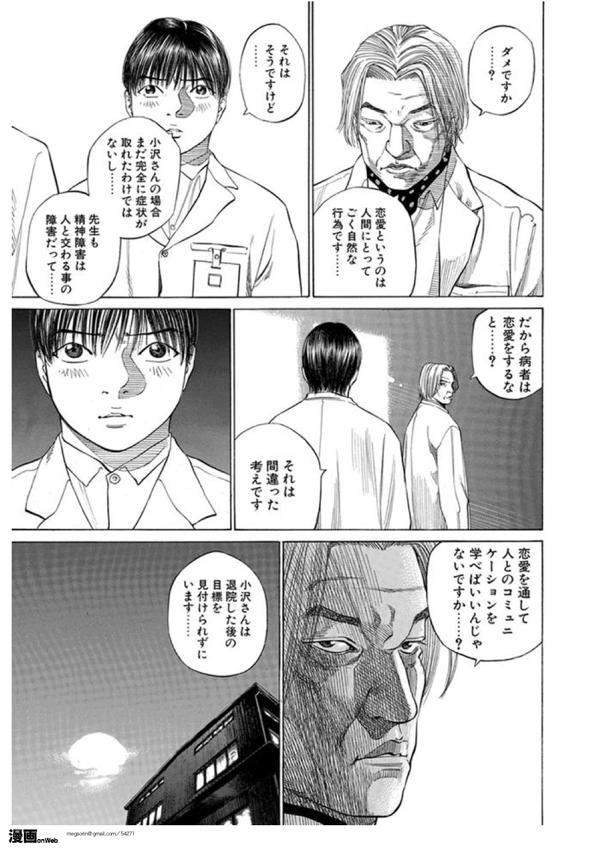 ダメですか
……?
恋愛というのは
人間にとって
ごく自然な
行為です…
それは
そうですけど
……
小沢さんの場合
まだ完全に症状が
取れたわけでは
ないし……
先生も
精神障害は
人と交わる事の
障害だって……
だから病者は
恋愛をするな
と……?
それは
間違った
考えです
恋愛を通して
人とのコミュニ
ケーションを
学べばいいんじゃ
ないですか……?
小沢さんは
退院した後の
目標を
見付けられずに
います……
漫画 on Web
megaorin@gmail.com/54271